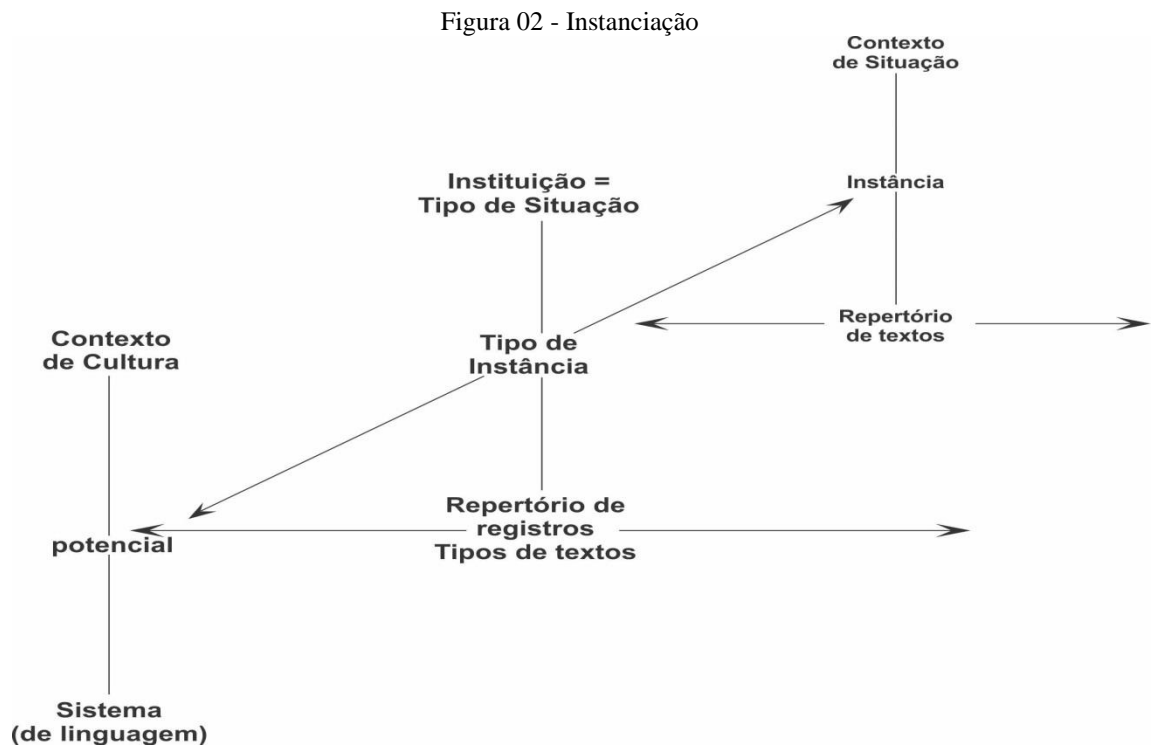 Figura 02 - Instanciação
Contexto
de Situação
Instituição =
Tipo de Situação
Instância
Contexto
de Cultura
Tipo de
Instância
Repertório
de textos
potencial
Repertório de
registros
Tipos de textos
Sistema
(de linguagem)